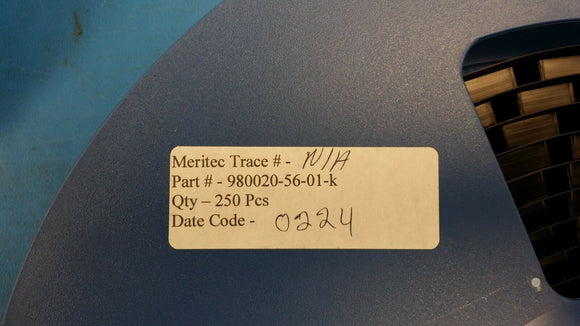 Meritec Trace # - N/A
Part # - 980020-56-01-k
Qty – 250 Pcs
Date Code - 0224